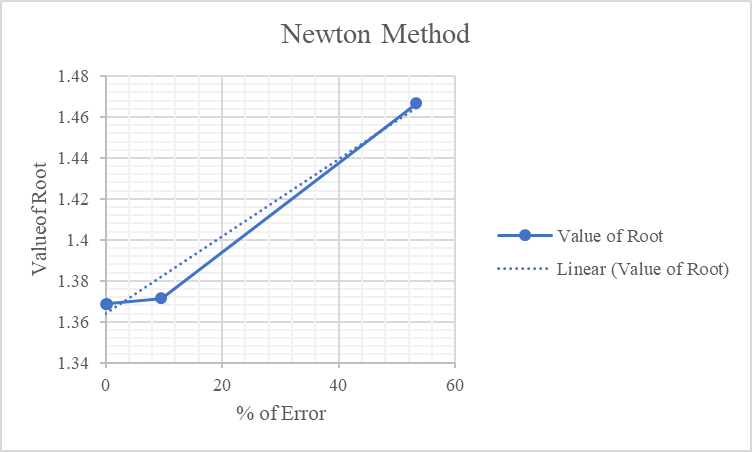 Newton Method
1.48
1.46
1.44
1.42
1.4
1.38
1.36
1.34
Valueof Root
0
20
40
60
% of Error
Value of Root
Linear (Value of Root)